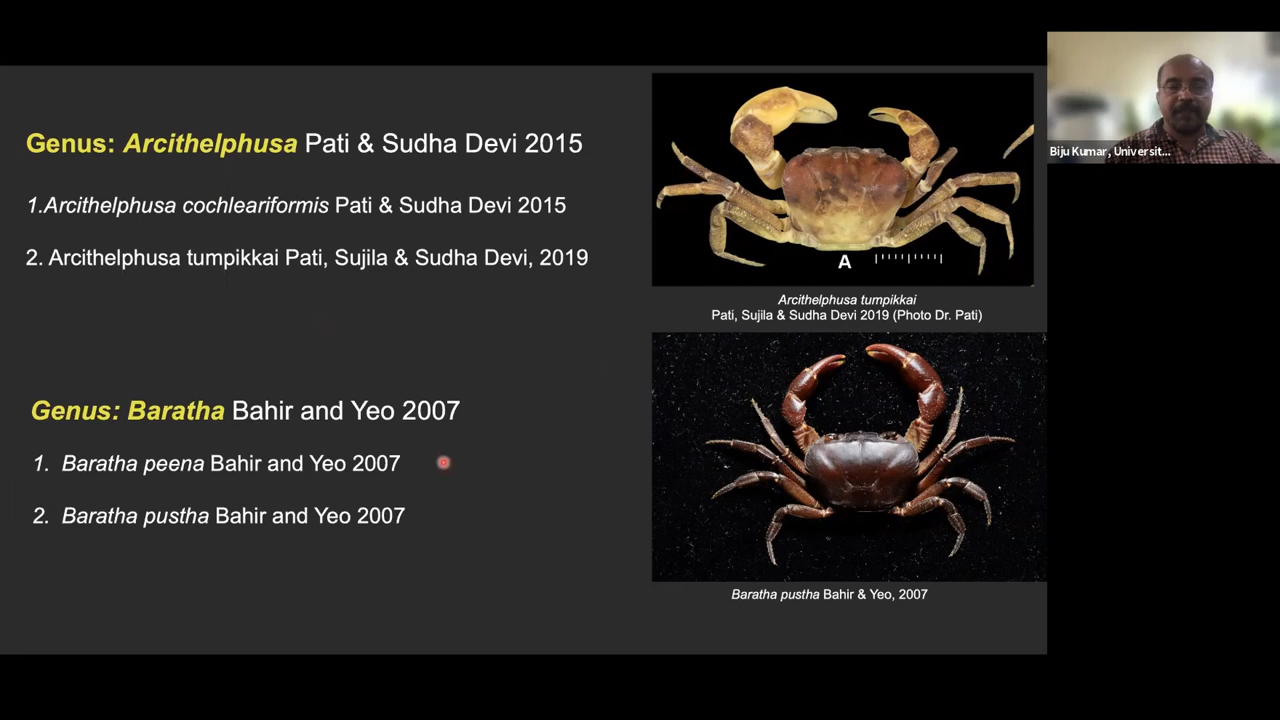 Genus: Arcithelphusa Pati & Sudha Devi 2015
1.Arcithelphusa cochleariformis Pati & Sudha Devi 2015
2. Arcithelphusa tumpikkai Pati, Sujila & Sudha Devi, 2019
A
Arcithelphusa tumpikkai
Pati, Sujila & Sudha Devi 2019 (Photo Dr. Pati)
Genus: Baratha Bahir and Yeo 2007
1. Baratha peena Bahir and Yeo 2007
2. Baratha pustha Bahir and Yeo 2007
Baratha pustha Bahir & Yeo, 2007
Biju Kumar, Universit...